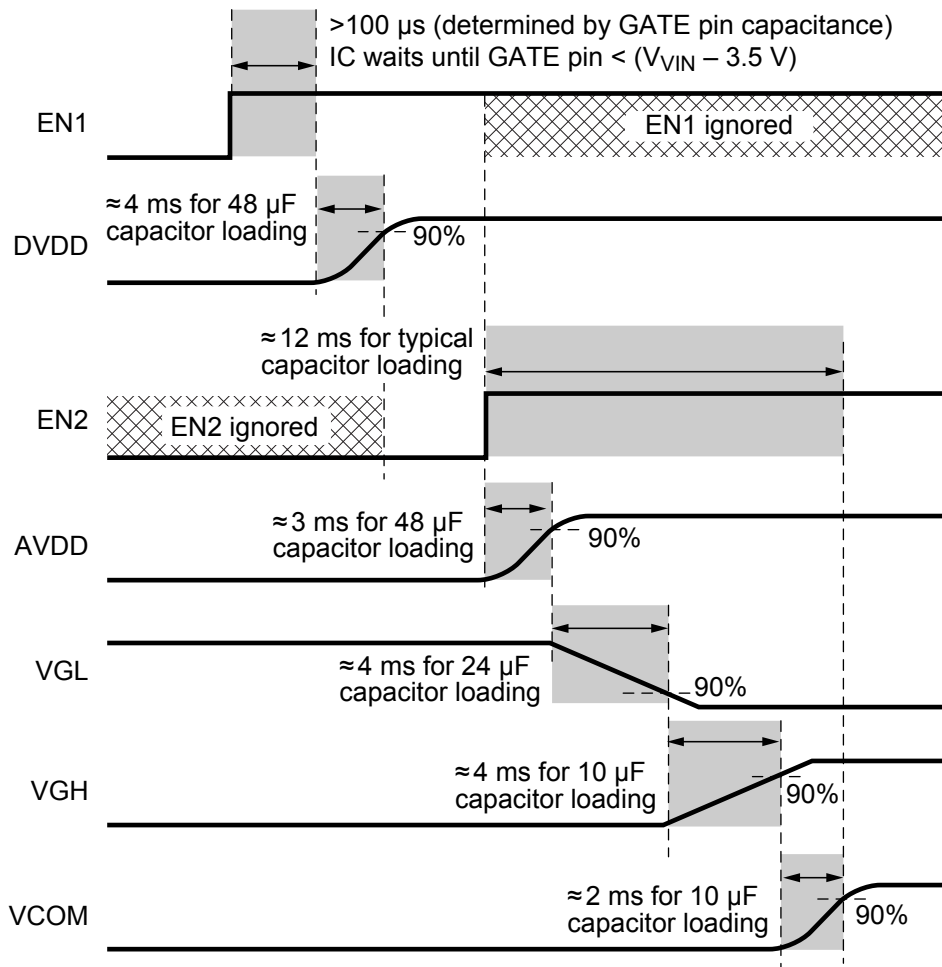 >100 µs (determined by GATE pin capacitance)
IC waits until GATE pin < (VVIN – 3.5 V)
EN1
EN1 ignored
≈4 ms for 48 µF
capacitor loading
90%
DVDD
≈12 ms for typical
capacitor loading
EN2
EN2 ignored
≈3 ms for 48 µF
capacitor loading
90%
AVDD
VGL
≈4 ms for 24 µF
capacitor loading
90%
VGH
≈4 ms for 10 µF
capacitor loading
90%
VCOM
≈2 ms for 10 µF
capacitor loading
90%